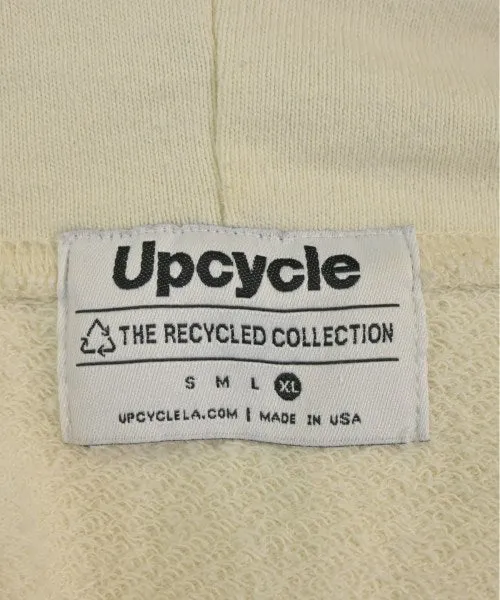 Upcycle
THE RECYCLED COLLECTION
S M L XL
UPCYCLELA.COM | MADE IN USA